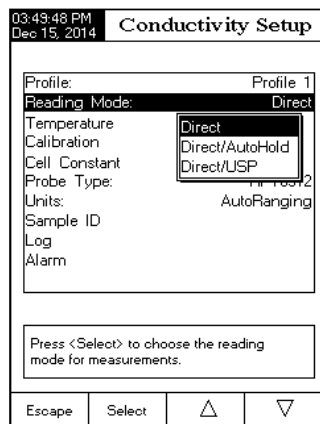 03:49:48 PM
Dec 15, 2014
Conductivity Setup
Profile: Profile 1
Reading Mode: Direct
Temperature
Calibration
Cell Constant
Probe Type:
Units: AutoRanging
Sample ID
Log
Alarm
Direct
Direct/AutoHold
Direct/USP
Press <Select> to choose the reading
mode for measurements.
Escape Select